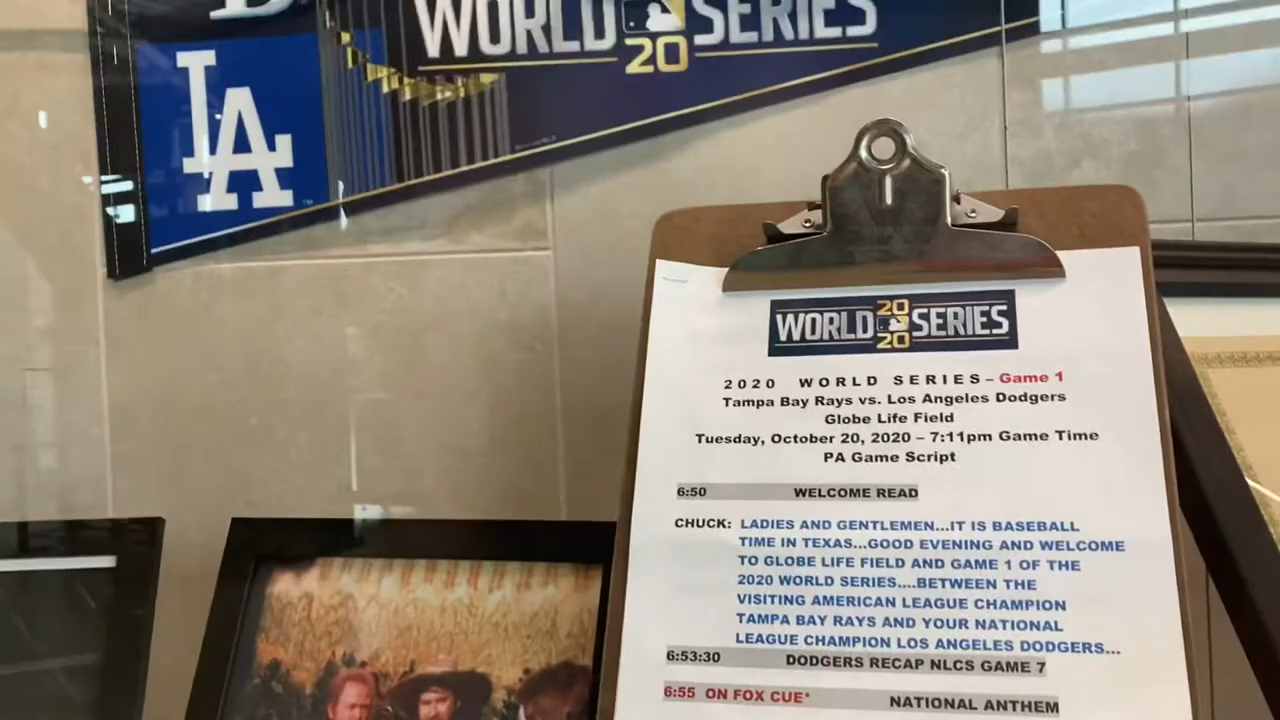 WORLD SERIES
20
LA
WORLD 20 SERIES
20
2020 WORLD SERIES – Game 1
Tampa Bay Rays vs. Los Angeles Dodgers
Globe Life Field
Tuesday, October 20, 2020 – 7:11pm Game Time
PA Game Script
6:50 WELCOME READ
CHUCK: LADIES AND GENTLEMEN...IT IS BASEBALL
TIME IN TEXAS...GOOD EVENING AND WELCOME
TO GLOBE LIFE FIELD AND GAME 1 OF THE
2020 WORLD SERIES....BETWEEN THE
VISITING AMERICAN LEAGUE CHAMPION
TAMPA BAY RAYS AND YOUR NATIONAL
LEAGUE CHAMPION LOS ANGELES DODGERS...
6:53:30 DODGERS RECAP NLCS GAME 7
6:55 ON FOX CUE* NATIONAL ANTHEM